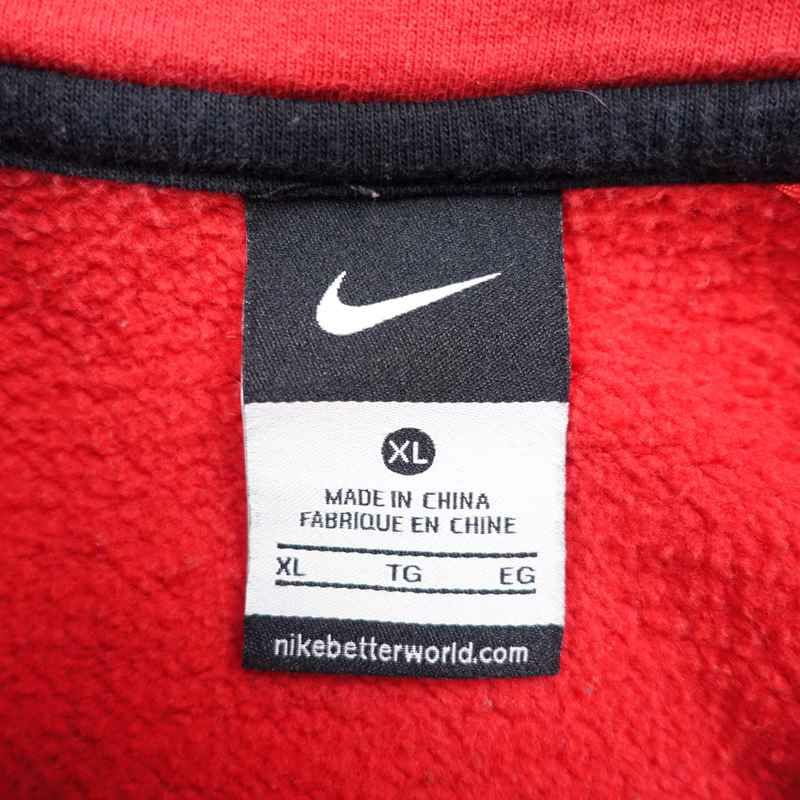 XL
MADE IN CHINA
FABRIQUE EN CHINE
XL TG EG
nikebetterworld.com